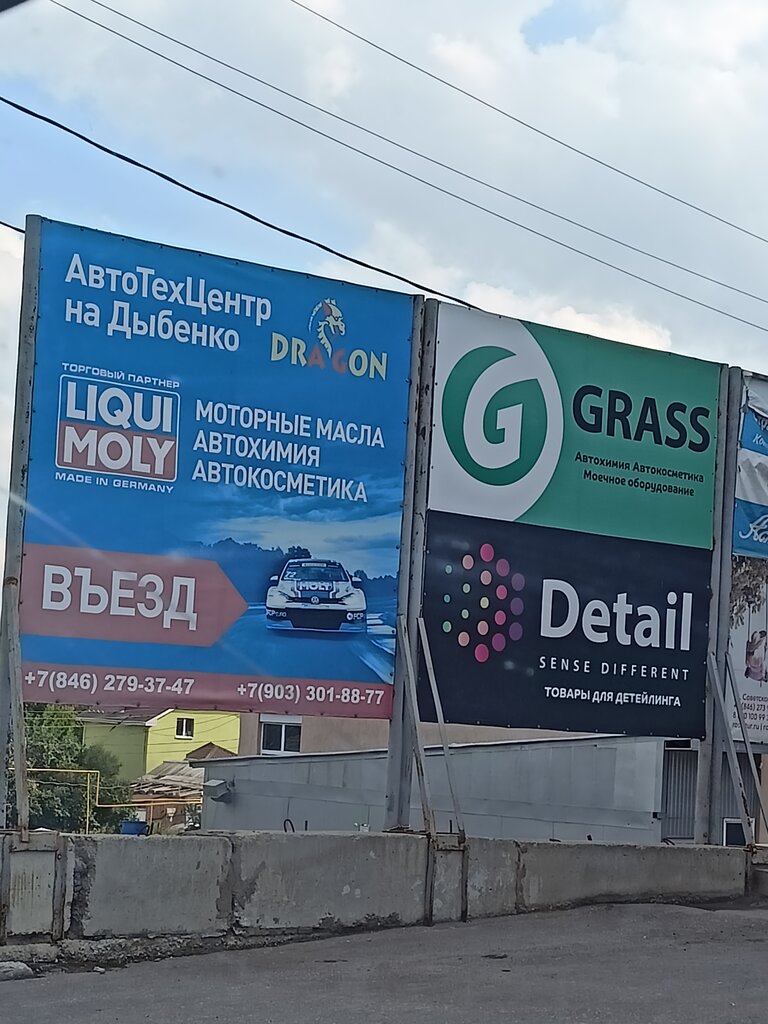 АвтоТехЦентр
на Дыбенко
DRAGON
ТОРГОВЫЙ ПАРТНЕР
LIQUI
MOLY
MADE IN GERMANY
МОТОРНЫЕ МАСЛА
АВТОХИМИЯ
АВТОКОСМЕТИКА
ВЪЕЗД
MOLY
+7(846) 279-37-47
+7(903) 301-88-77
G
GRASS
Автохимия Автокосметика
Моечное оборудование
Detail
SENSE DIFFERENT
ТОВАРЫ ДЛЯ ДЕТЕЙЛИНГА